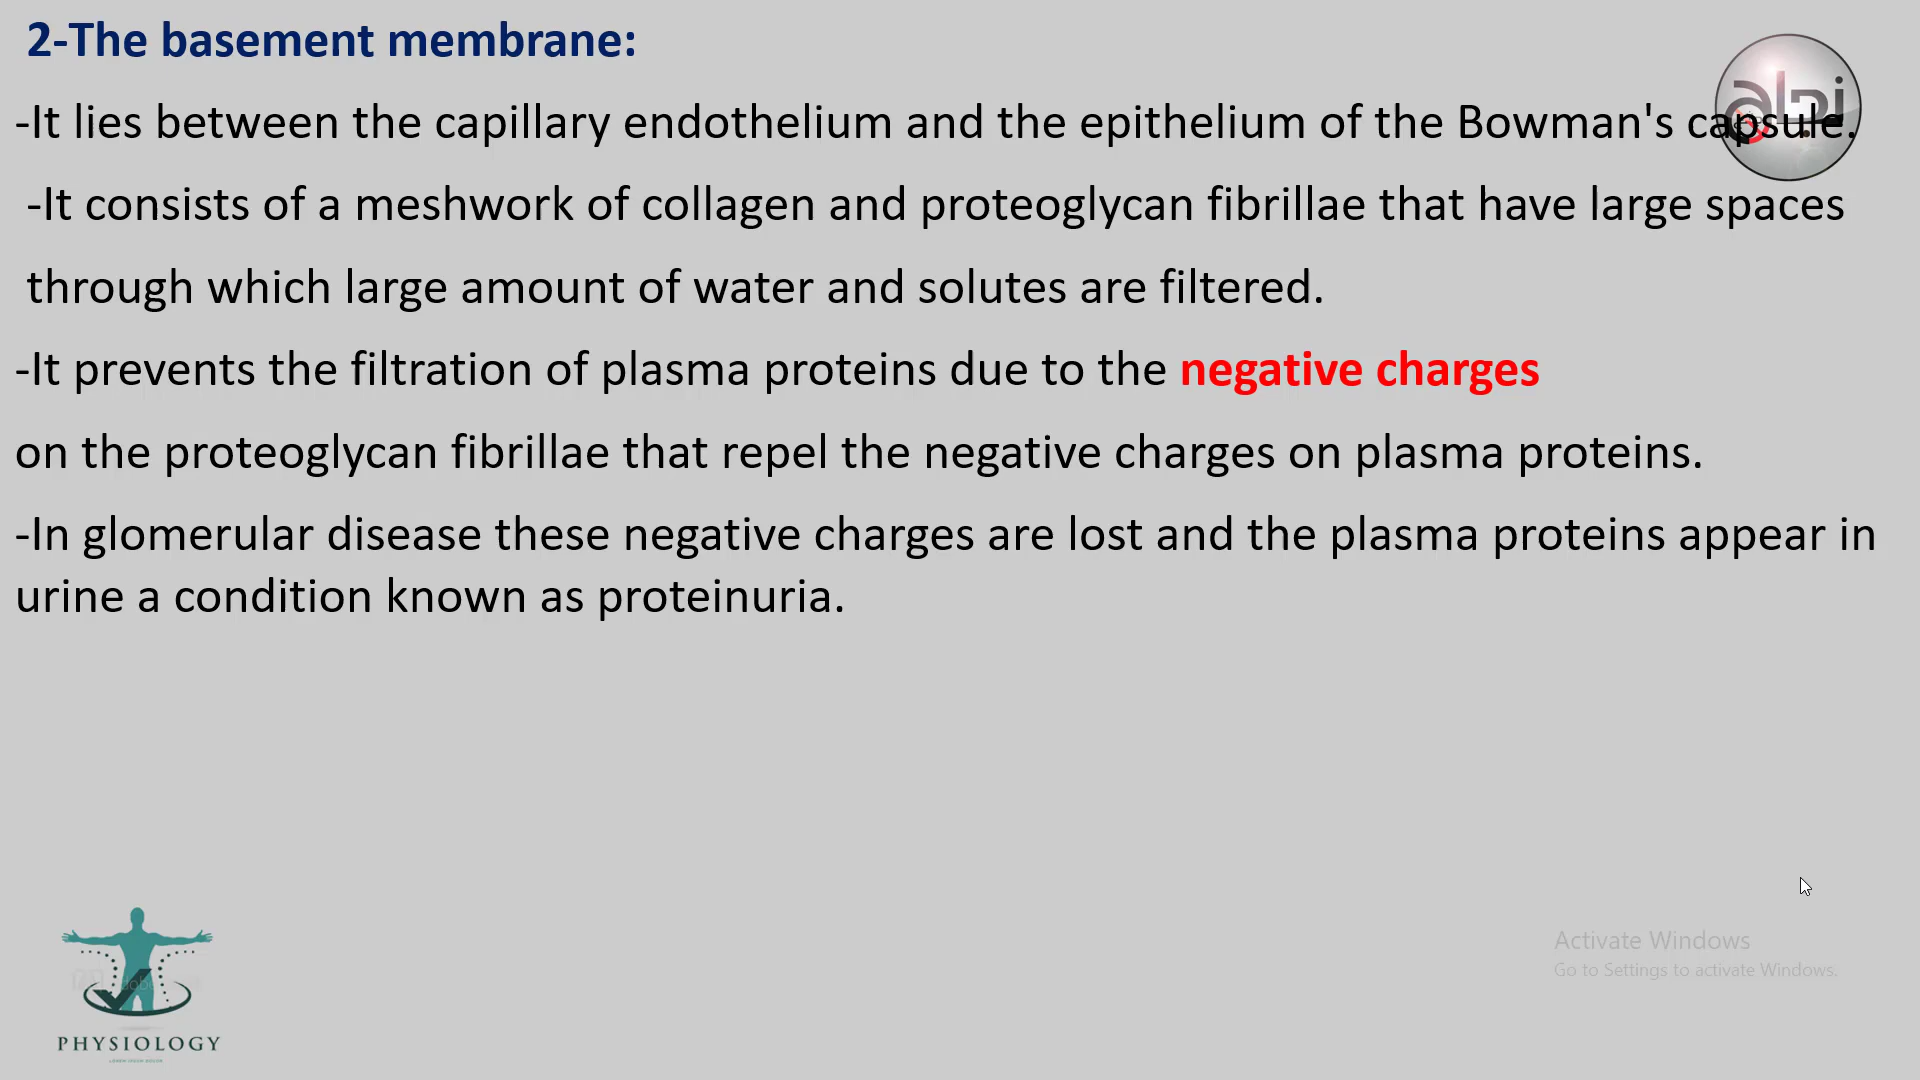 2-The basement membrane:
-It lies between the capillary endothelium and the epithelium of the Bowman's capsule.
-It consists of a meshwork of collagen and proteoglycan fibrillae that have large spaces
through which large amount of water and solutes are filtered.
-It prevents the filtration of plasma proteins due to the negative charges
on the proteoglycan fibrillae that repel the negative charges on plasma proteins.
-In glomerular disease these negative charges are lost and the plasma proteins appear in
urine a condition known as proteinuria.
Activate Windows
Go to Settings to activate Windows.
PHYSIOLOGY